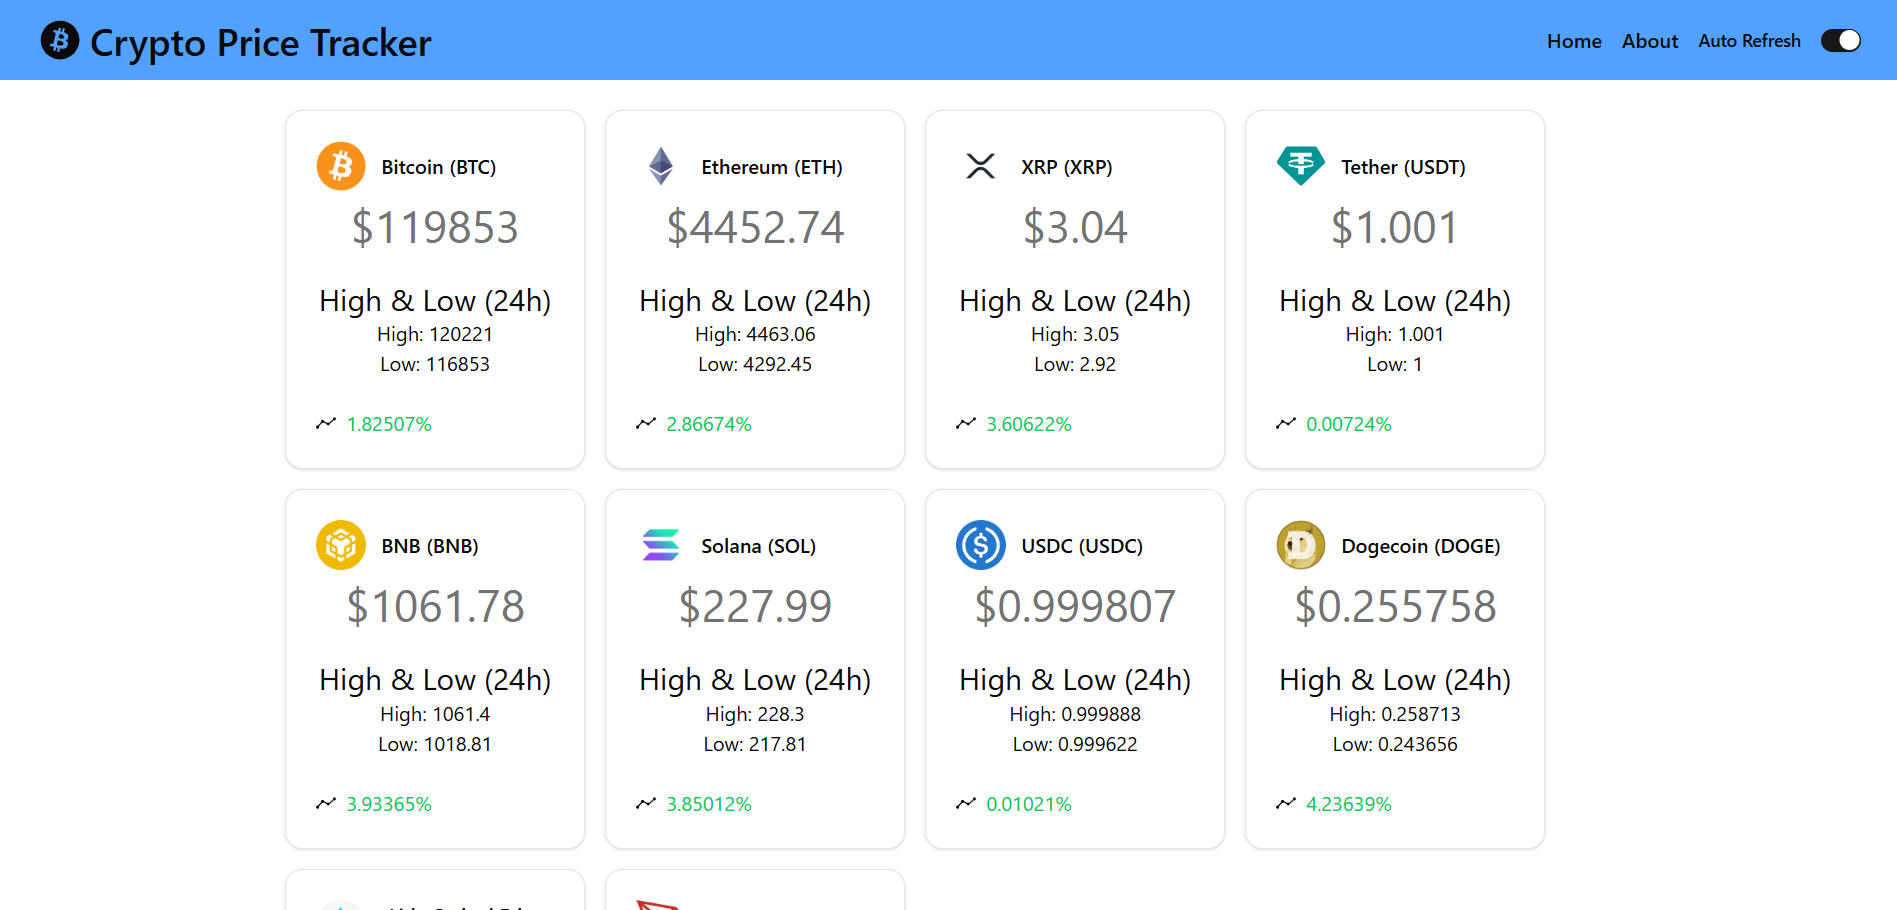 Crypto Price Tracker
Home About Auto Refresh
Bitcoin (BTC)
$119853
High & Low (24h)
High: 120221
Low: 116853
1.82507%
Ethereum (ETH)
$4452.74
High & Low (24h)
High: 4463.06
Low: 4292.45
2.86674%
XRP (XRP)
$3.04
High & Low (24h)
High: 3.05
Low: 2.92
3.60622%
Tether (USDT)
$1.001
High & Low (24h)
High: 1.001
Low: 1
0.00724%
BNB (BNB)
$1061.78
High & Low (24h)
High: 1061.4
Low: 1018.81
3.93365%
Solana (SOL)
$227.99
High & Low (24h)
High: 228.3
Low: 217.81
3.85012%
USDC (USDC)
$0.999807
High & Low (24h)
High: 0.999888
Low: 0.999622
0.01021%
Dogecoin (DOGE)
$0.255758
High & Low (24h)
High: 0.258713
Low: 0.243656
4.23639%